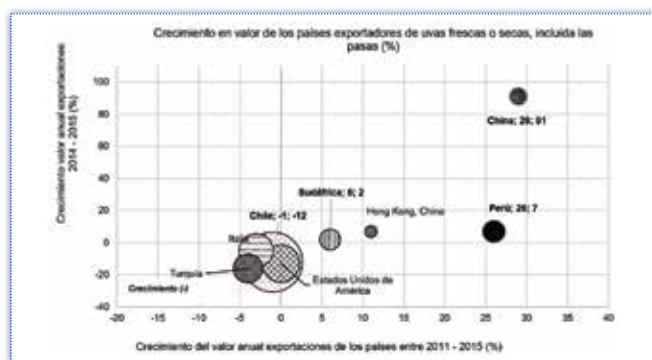 Crecimiento en valor de los países exportadores de uvas frescas o secas, incluida las
pasas (%)
Crecimiento valor anual exportaciones
2014 - 2015 (%)
100
80
60
40
20
0
-20
-40
China; 29; 91
Sudáfrica; 6; 2
Perú; 26; 7
Chile; -1; -12
Hong Kong, China
Italia
Turquía
Estados Unidos de
América
Crecimiento (-)
-20 -15 -10 -5 0 5 10 15 20 25 30 35 40
Crecimiento del valor anual exportaciones de los países entre 2011 - 2015 (%)